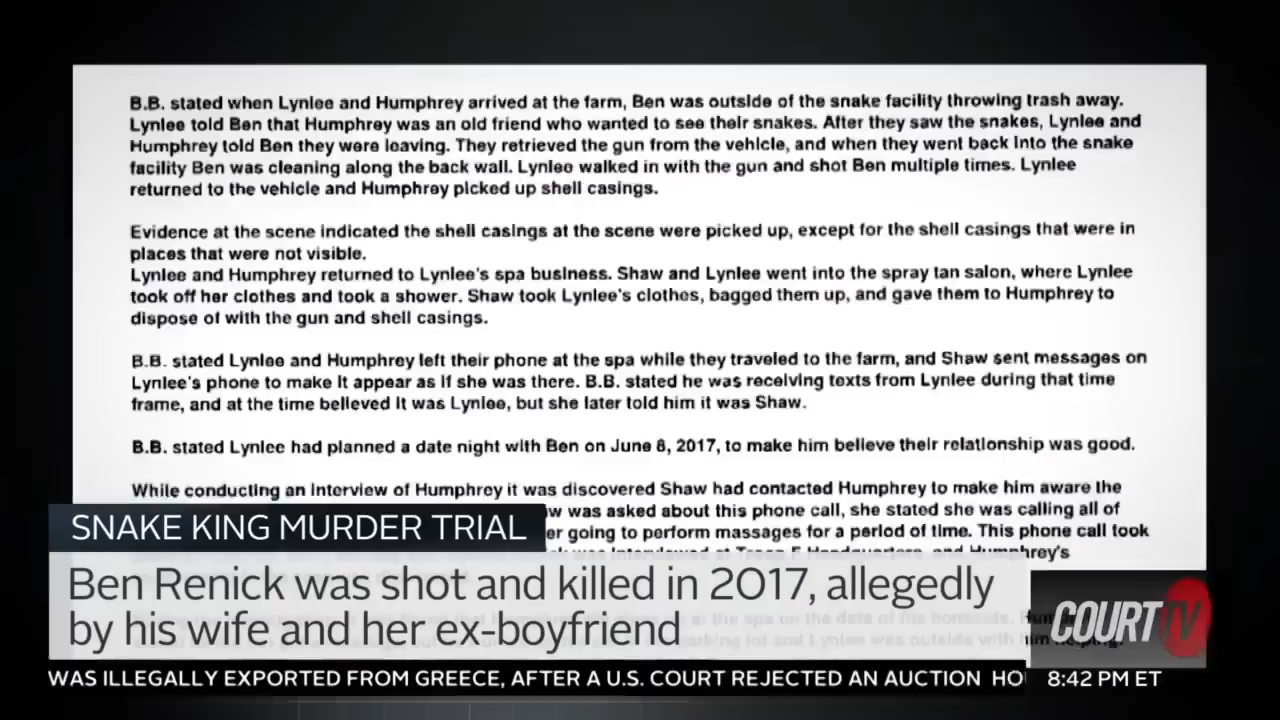 B.B. stated when Lynlee and Humphrey arrived at the farm, Ben was outside of the snake facility throwing trash away.
Lynlee told Ben that Humphrey was an old friend who wanted to see their snakes. After they saw the snakes, Lynlee and
Humphrey told Ben they were leaving. They retrieved the gun from the vehicle, and when they went back into the snake
facility Ben was cleaning along the back wall. Lynlee walked in with the gun and shot Ben multiple times. Lynlee
returned to the vehicle and Humphrey picked up shell casings.
Evidence at the scene indicated the shell casings at the scene were picked up, except for the shell casings that were in
places that were not visible.
Lynlee and Humphrey returned to Lynlee's spa business. Shaw and Lynlee went into the spray tan salon, where Lynlee
took off her clothes and took a shower. Shaw took Lynlee's clothes, bagged them up, and gave them to Humphrey to
dispose of with the gun and shell casings.
B.B. stated Lynlee and Humphrey left their phone at the spa while they traveled to the farm, and Shaw sent messages on
Lynlee's phone to make it appear as if she was there. B.B. stated he was receiving texts from Lynlee during that time
frame, and at the time believed it was Lynlee, but she later told him it was Shaw.
B.B. stated Lynlee had planned a date night with Ben on June 8, 2017, to make him believe their relationship was good.
While conducting an interview of Humphrey it was discovered Shaw had contacted Humphrey to make him aware the
was asked about this phone call, she stated she was calling all of
going to perform massages for a period of time. This phone call took
Humphrey's
SNAKE KING MURDER TRIAL
Ben Renick was shot and killed in 2017, allegedly
by his wife and her ex-boyfriend
COURT TV
WAS ILLEGALLY EXPORTED FROM GREECE, AFTER A U.S. COURT REJECTED AN AUCTION HO
8:42 PM ET